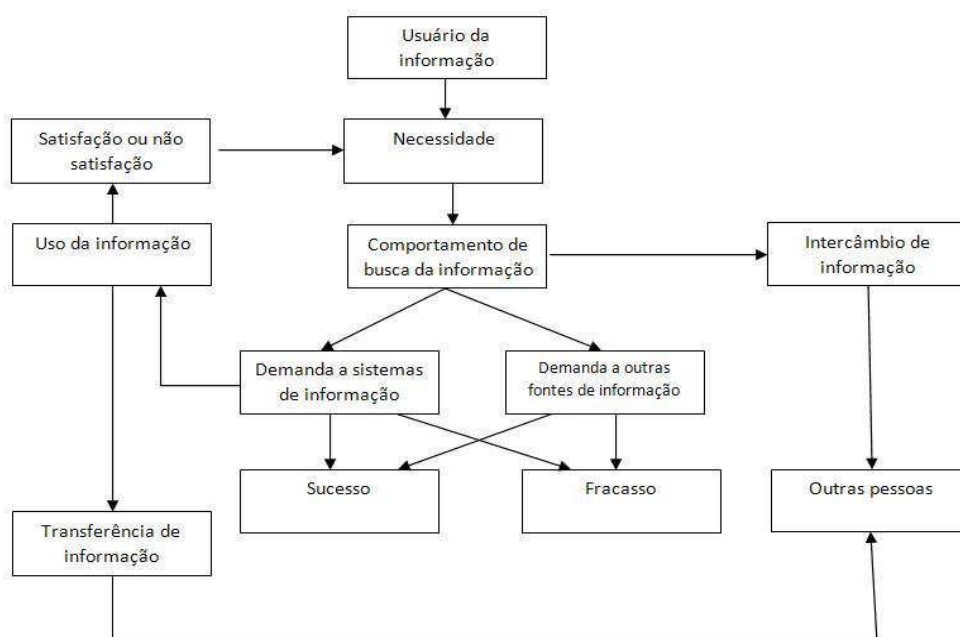 Usuário da
informação
Satisfação ou não
satisfação
Necessidade
Uso da informação
Comportamento de
busca da informação
Intercâmbio de
informação
Demanda a sistemas
de informação
Demanda a outras
fontes de informação
Sucesso
Fracasso
Outras pessoas
Transferência de
informação